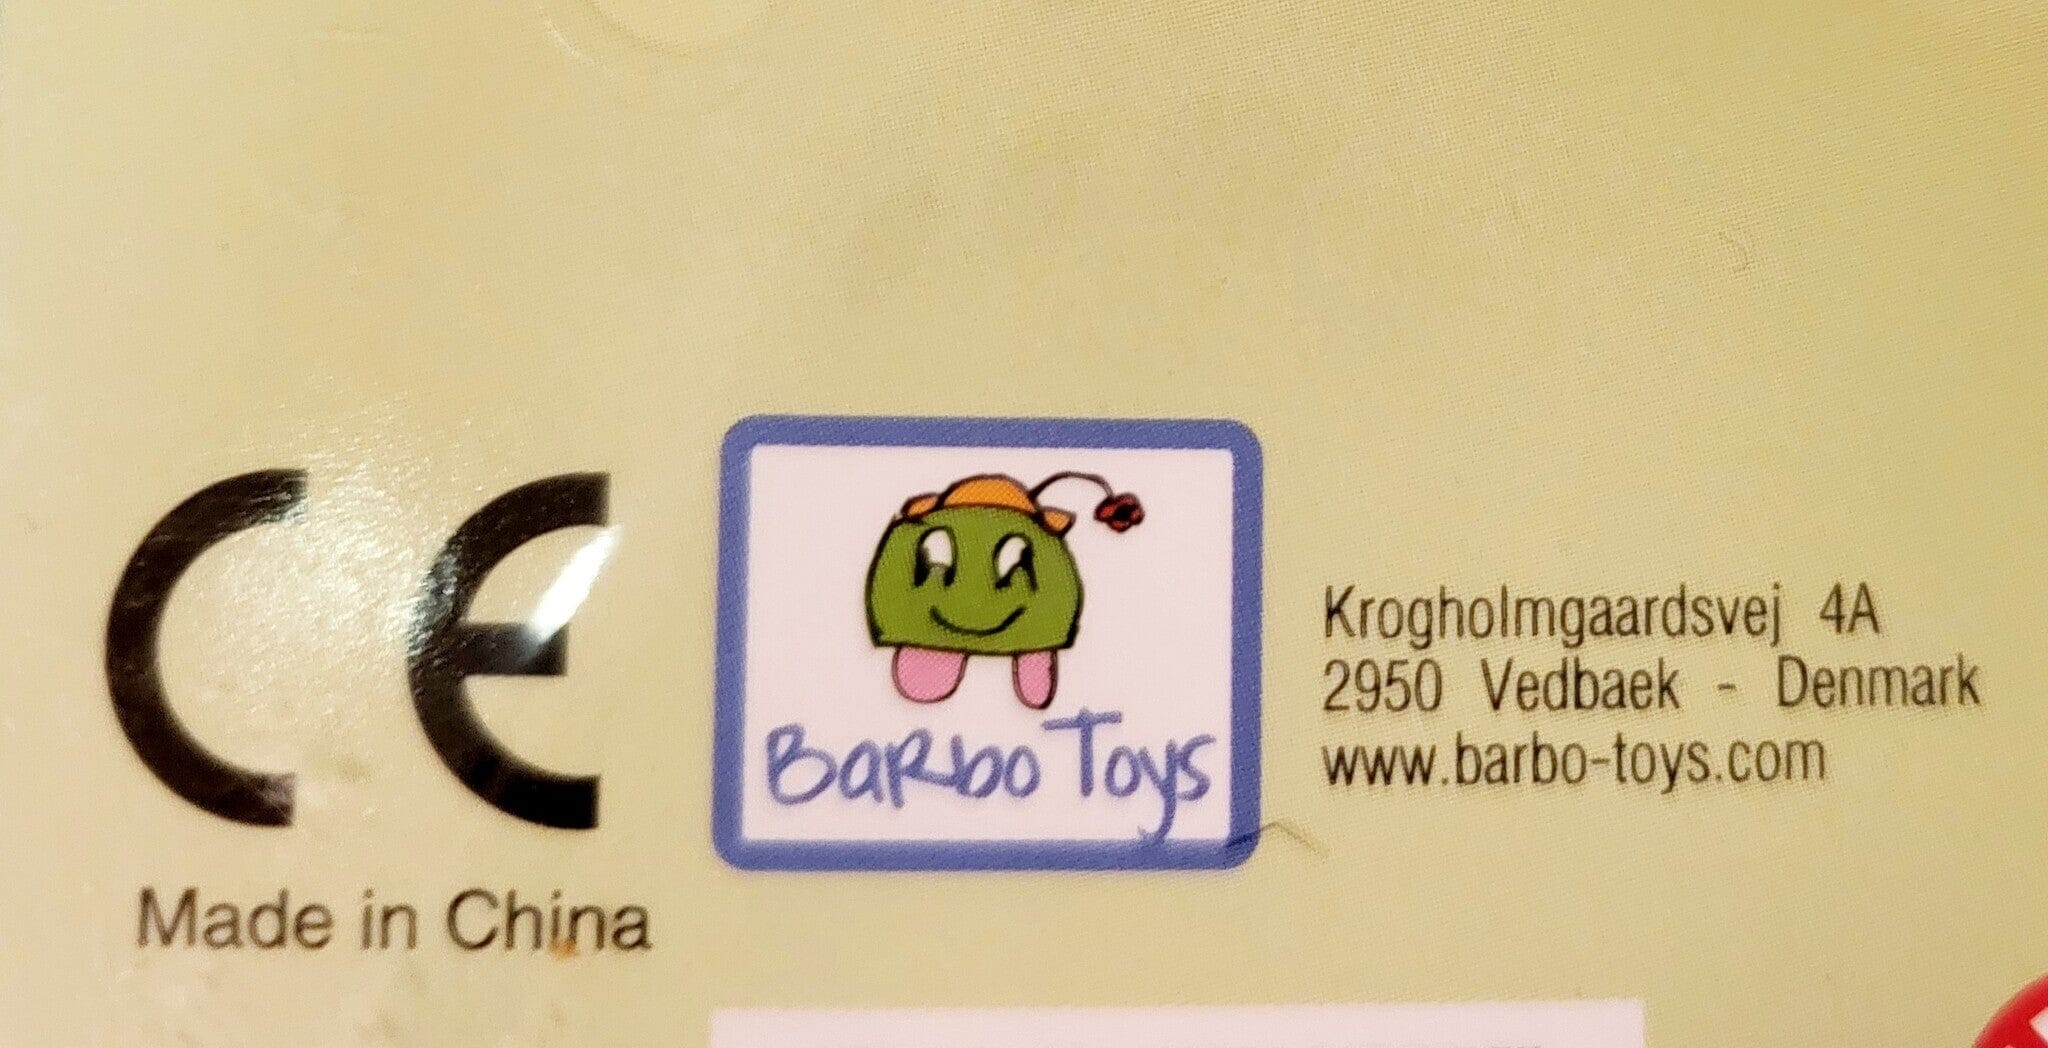 CE
Made in China
BaRbo Toys
Krogholmgaardsvej 4A
2950 Vedbaek - Denmark
www.barbo-toys.com